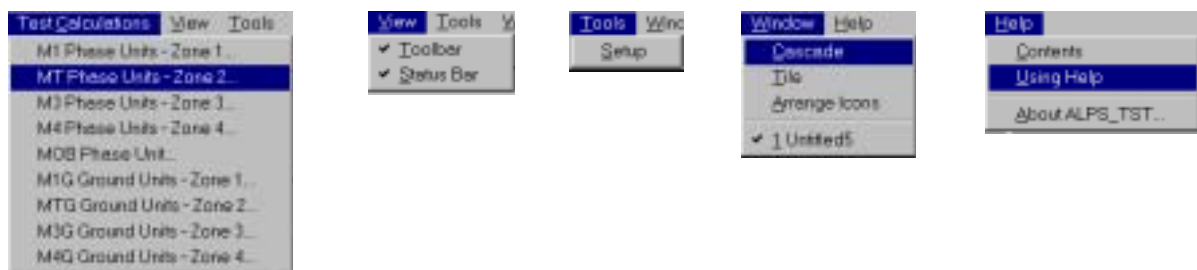 Test Calculations View Tools
M1 Phase Units - Zone 1...
MT Phase Units - Zone 2...
M3 Phase Units - Zone 3...
M4 Phase Units - Zone 4...
MOB Phase Unit...
M1G Ground Units - Zone 1...
MTG Ground Units - Zone 2...
M3G Ground Units - Zone 3...
M4G Ground Units - Zone 4...
View Tools
Toolbar
Status Bar
Tools
Setup
Window Help
Cascade
Tile
Arrange Icons
1 Untitled5
Help
Contents
Using Help
About ALPS_TST...